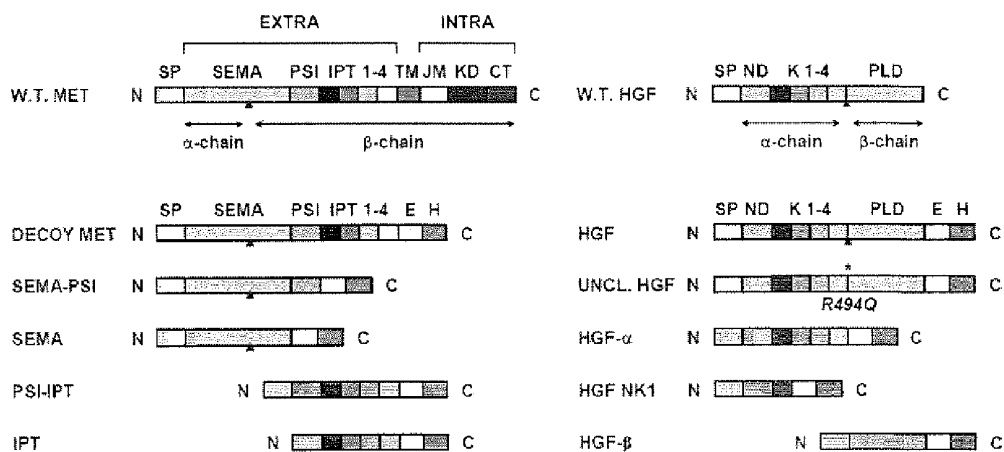 EXTRA INTRA
SP SEMA PSI IPT 1-4 TM JM KD CT
W.T. MET N C
α-chain β-chain
SP ND K 1-4 PLD
W.T. HGF N C
α-chain β-chain
SP SEMA PSI IPT 1-4 E H
DECOY MET N C
SEMA-PSI N C
SEMA N C
PSI-IPT N C
IPT N C
SP ND K 1-4 PLD E H
HGF N C
*
UNCL. HGF N C
R494Q
HGF-α N C
HGF NK1 N C
HGF-β N C